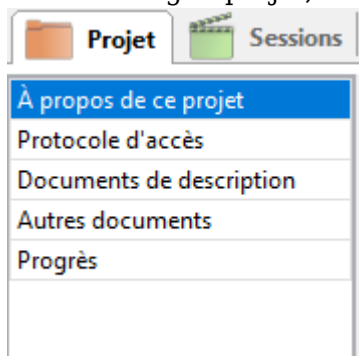 Projet Sessions
À propos de ce projet
Protocole d'accès
Documents de description
Autres documents
Progrès